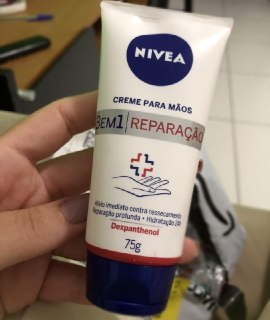 NIVEA
CREME PARA MÃOS
3EM1 REPARAÇÃO
Alívio imediato contra ressecamento
Reparação profunda • Hidratação 24h
Dexpanthenol
75g